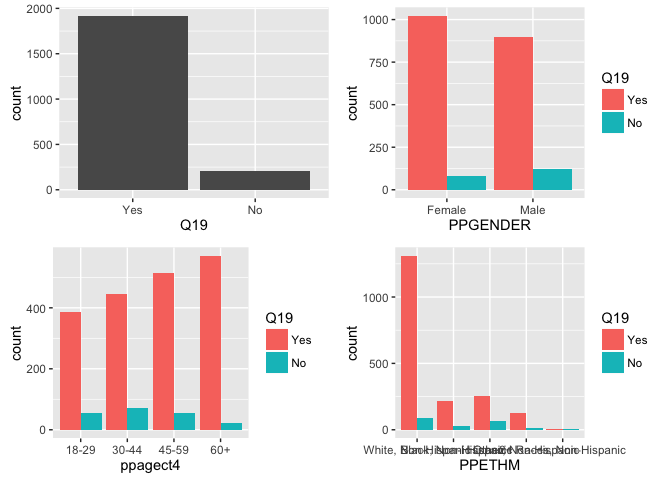 2000
1500
1000
500
0
count
Yes No
Q19
1000
750
500
250
0
count
Female Male
PPGENDER
Q19
Yes
No
400
200
0
count
18-29 30-44 45-59 60+
ppagect4
Q19
Yes
No
1000
500
0
count
White,
Hispanic
PPETHM
Q19
Yes
No